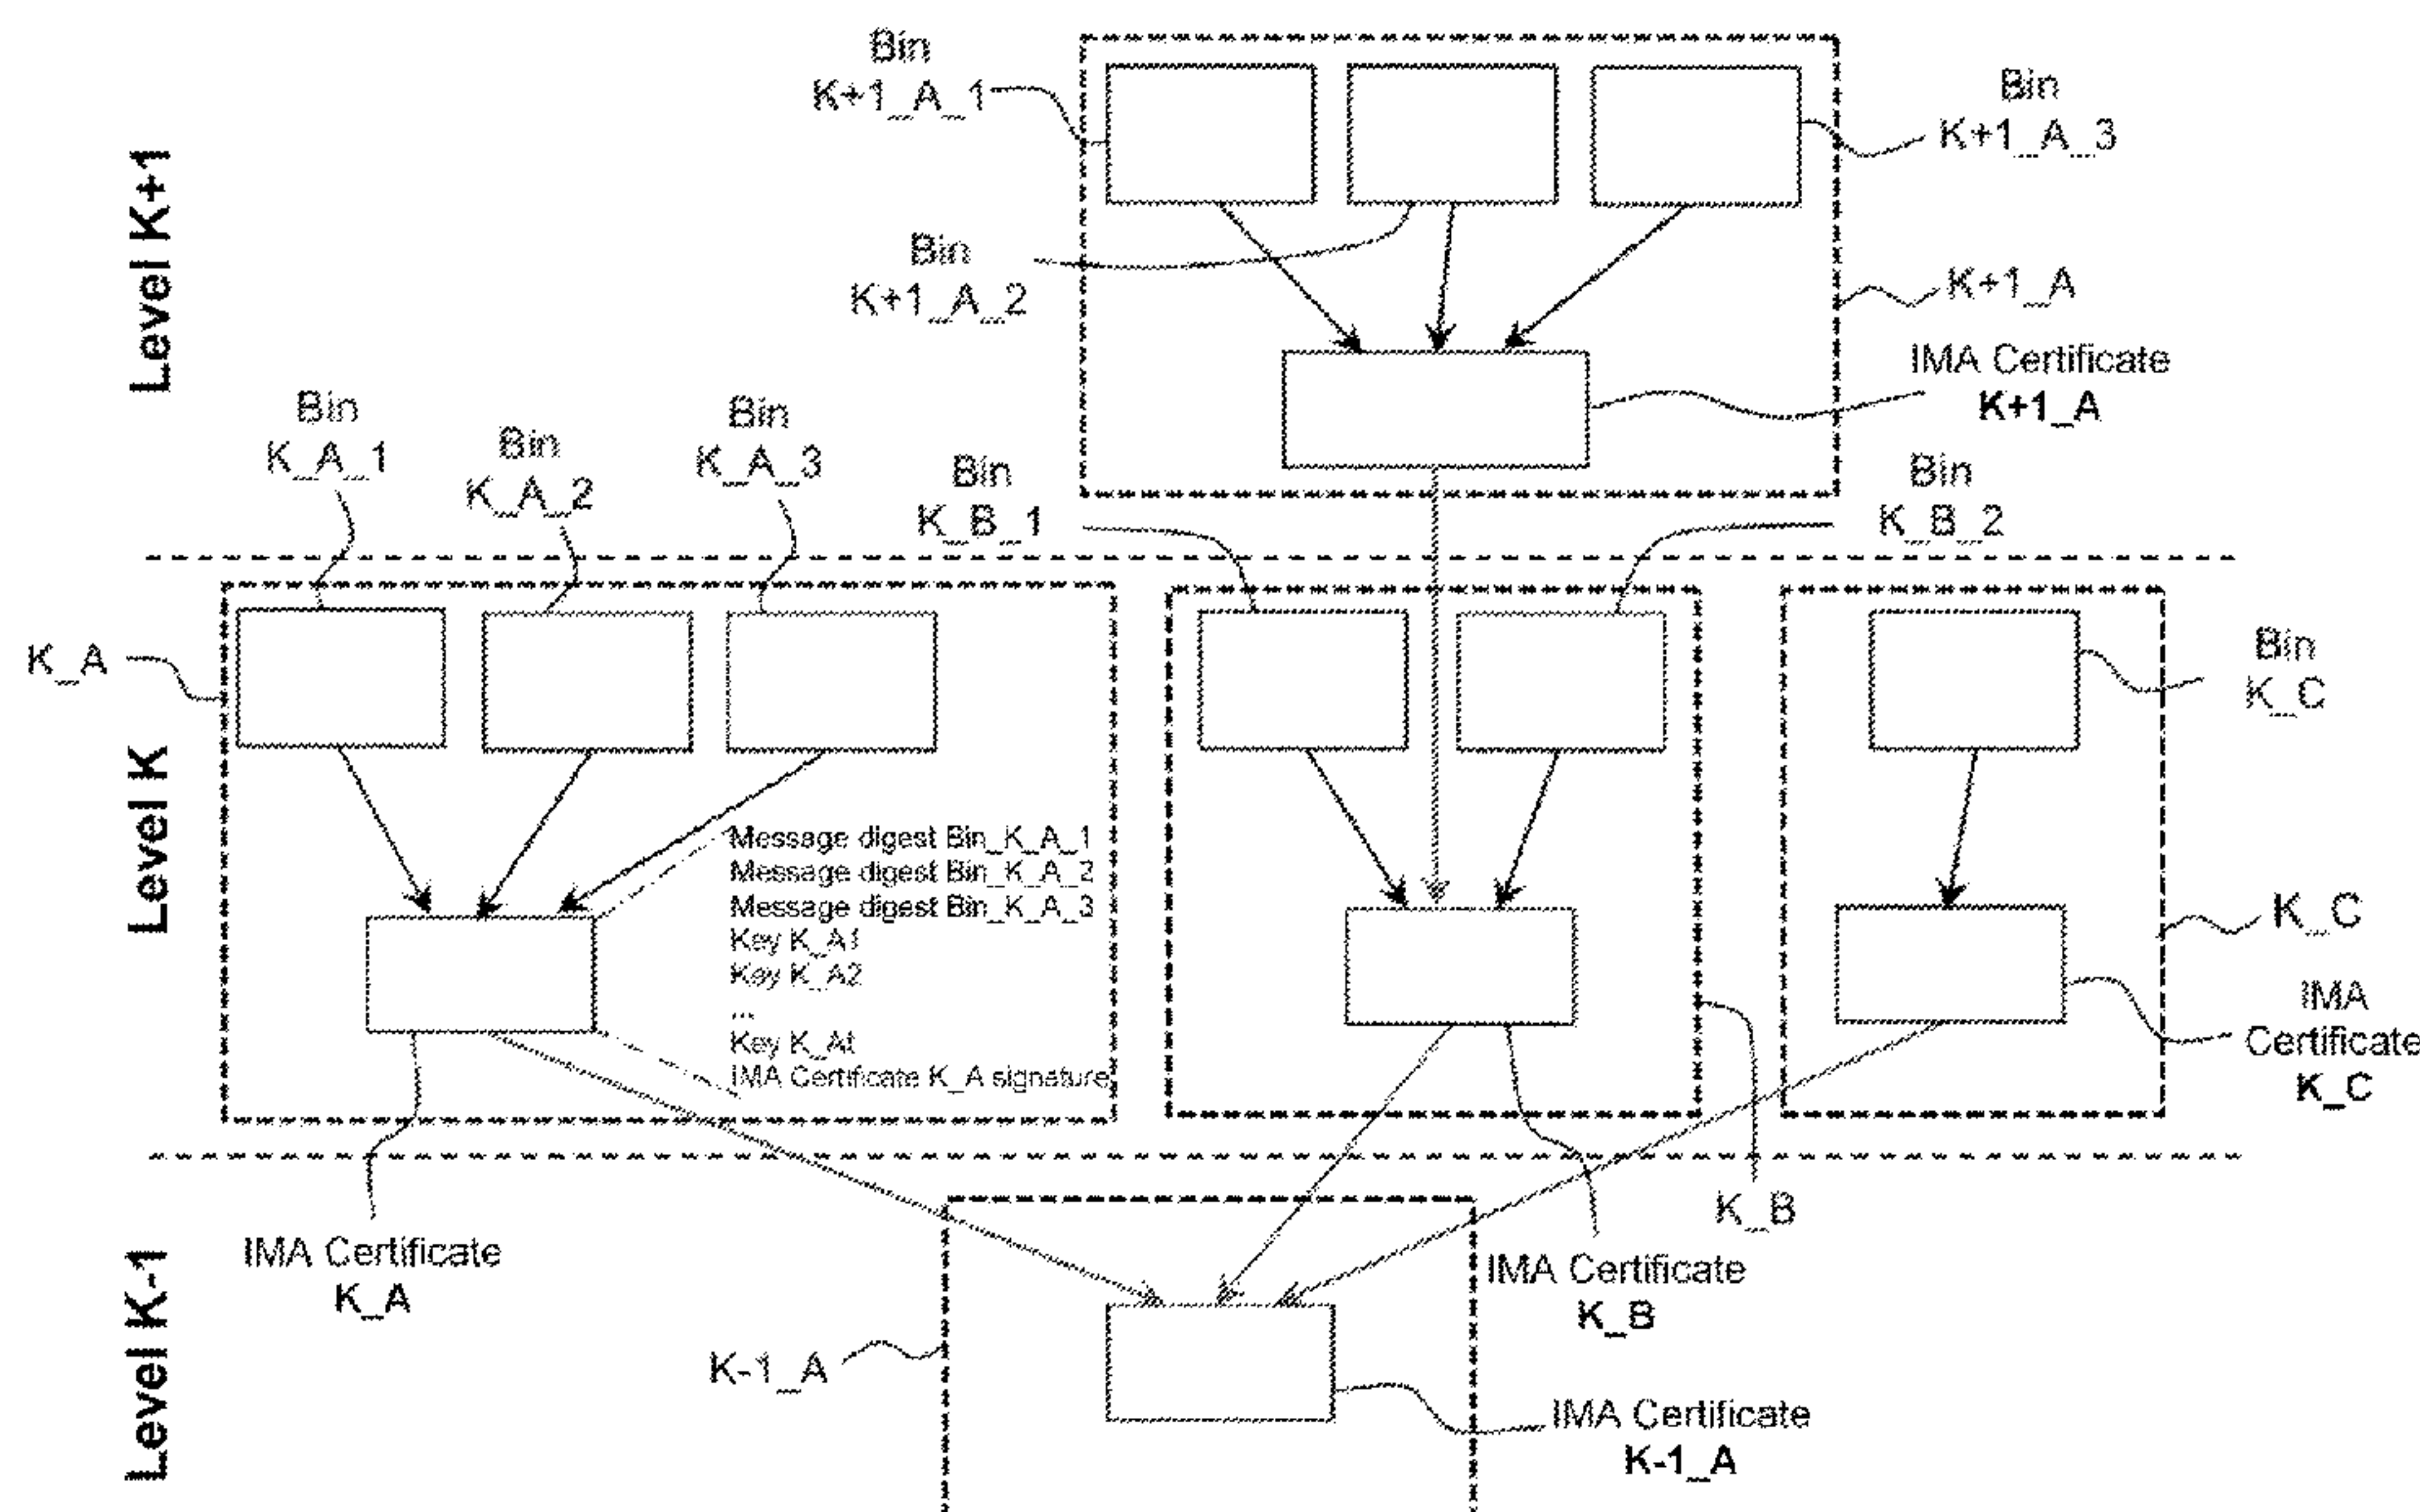 Level K+1
Bin
K+1_A_1
Bin
K+1_A_3
Bin
K+1_A_2
K+1_A
IMA Certificate
K+1_A
Bin
K_A_1
Bin
K_A_2
Bin
K_A_3
Bin
K_B_1
Bin
K_B_2
Level K
K_A
Bin
K_C
Message digest Bin_K_A_1
Message digest Bin_K_A_2
Message digest Bin_K_A_3
Key K_A1
Key K_A2
...
Key K_At
IMA Certificate K_A signature
K_C
IMA
Certificate
K_C
Level K-1
IMA Certificate
K_A
K_B
IMA Certificate
K_B
K-1_A
IMA Certificate
K-1_A